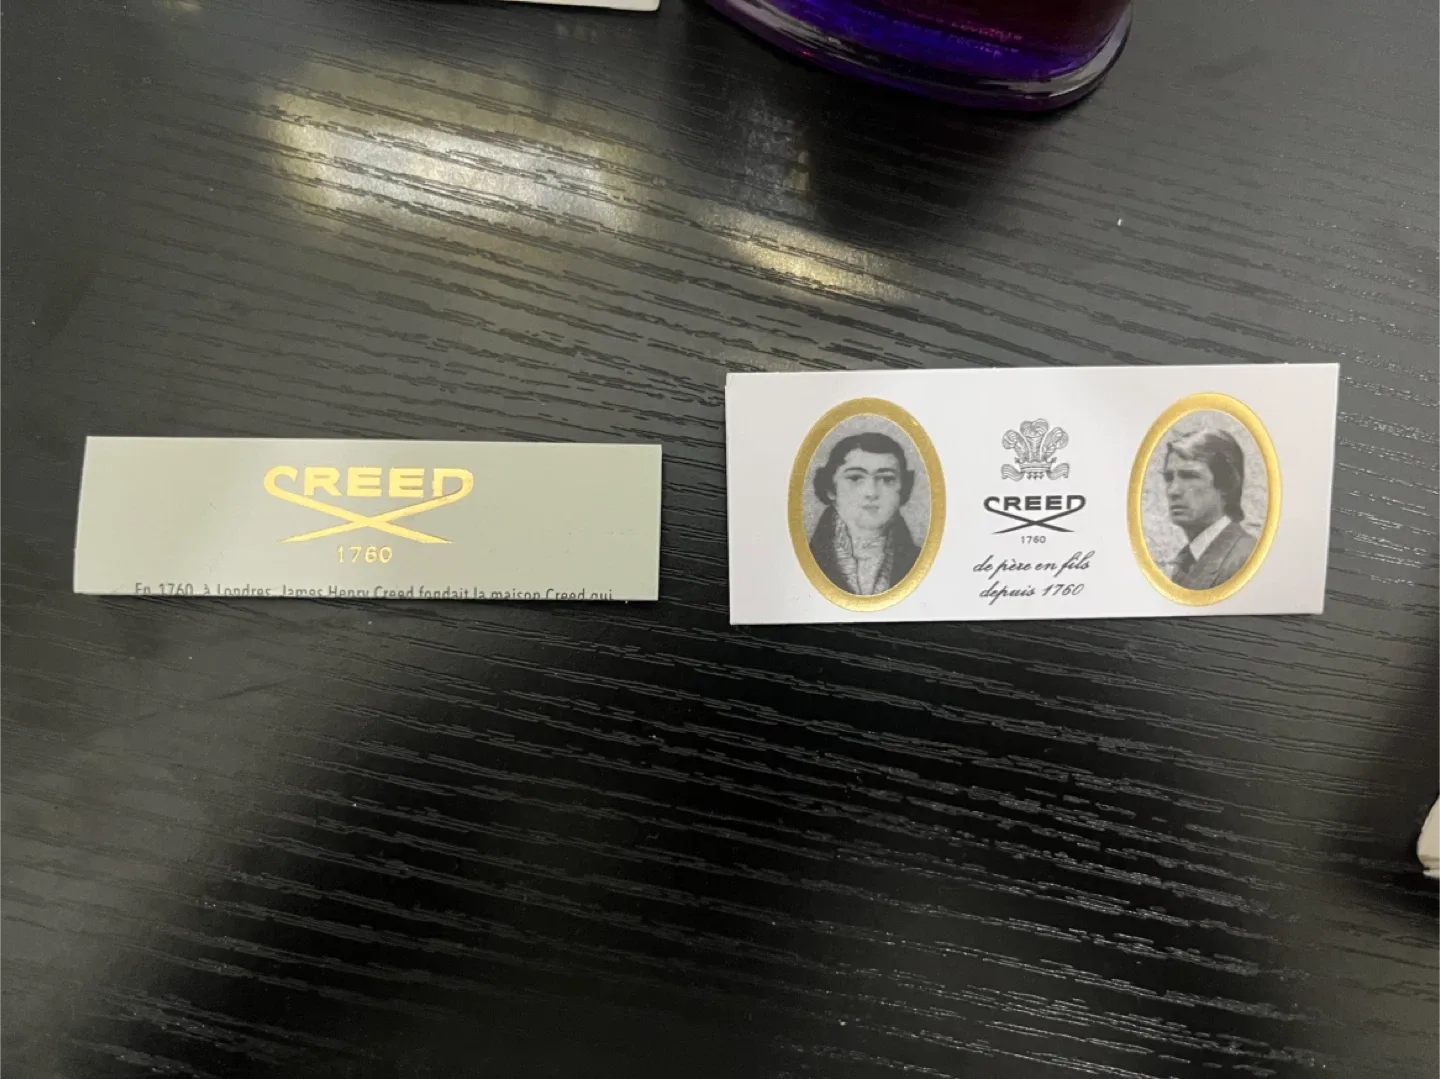 CREED
1760
En 1760, à Londres, James Henry Creed fondait la maison Creed qui
CREED
1760
de père en fils
depuis 1760